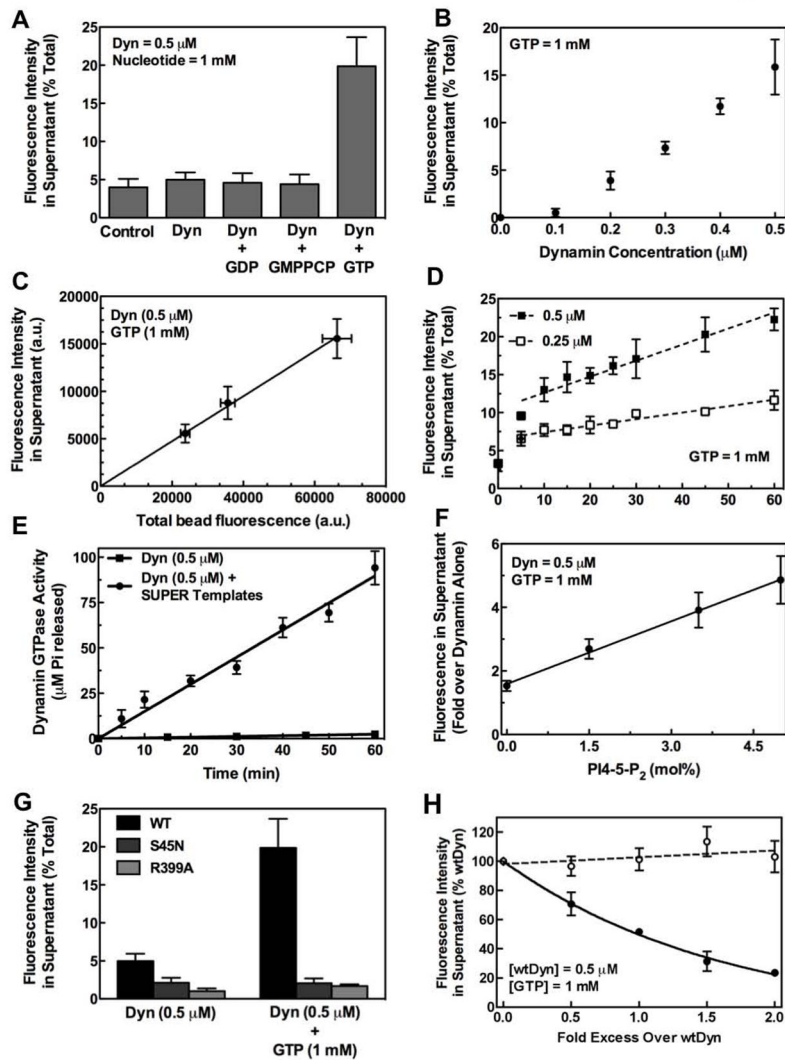 A
Dyn = 0.5 μM
Nucleotide = 1 mM
Fluorescence Intensity
in Supernatant (% Total)
25
20
15
10
5
0
Control
Dyn
Dyn
+
GDP
Dyn
+
GMPPCP
Dyn
+
GTP
B
GTP = 1 mM
Fluorescence Intensity
in Supernatant (% Total)
20
15
10
5
0
0.0 0.1 0.2 0.3 0.4 0.5
Dynamin Concentration (μM)
C
Dyn (0.5 μM)
GTP (1 mM)
Fluorescence Intensity
in Supernatant (a.u.)
20000
15000
10000
5000
0
0 20000 40000 60000 80000
Total bead fluorescence (a.u.)
D
0.5 μM
0.25 μM
GTP = 1 mM
Fluorescence Intensity
in Supernatant (% Total)
25
20
15
10
5
0
0 10 20 30 40 50 60
E
Dyn (0.5 μM)
Dyn (0.5 μM) +
SUPER Templates
Dynamin GTPase Activity
(μM Pi released)
100
75
50
25
0
0 10 20 30 40 50 60
Time (min)
F
Dyn = 0.5 μM
GTP = 1 mM
Fluorescence in Supernatant
(Fold over Dynamin Alone)
6
4
2
0
0.0 1.5 3.0 4.5
PI4-5-P2 (mol%)
G
WT
S45N
R399A
Fluorescence Intensity
in Supernatant (% Total)
25
20
15
10
5
0
Dyn (0.5 μM)
Dyn (0.5 μM)
+
GTP (1 mM)
H
[wtDyn] = 0.5 μM
[GTP] = 1 mM
Fluorescence Intensity
in Supernatant (% wtDyn)
120
100
80
60
40
20
0
0.0 0.5 1.0 1.5 2.0
Fold Excess Over wtDyn